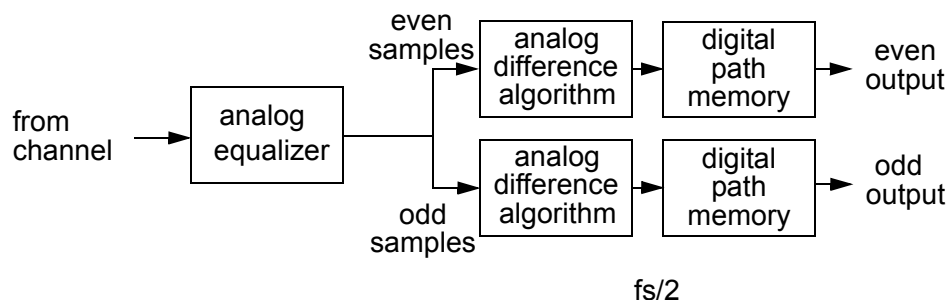 even
samples
analog
difference
algorithm
digital
path
memory
even
output
from
channel
analog
equalizer
odd
samples
analog
difference
algorithm
digital
path
memory
odd
output
fs/2